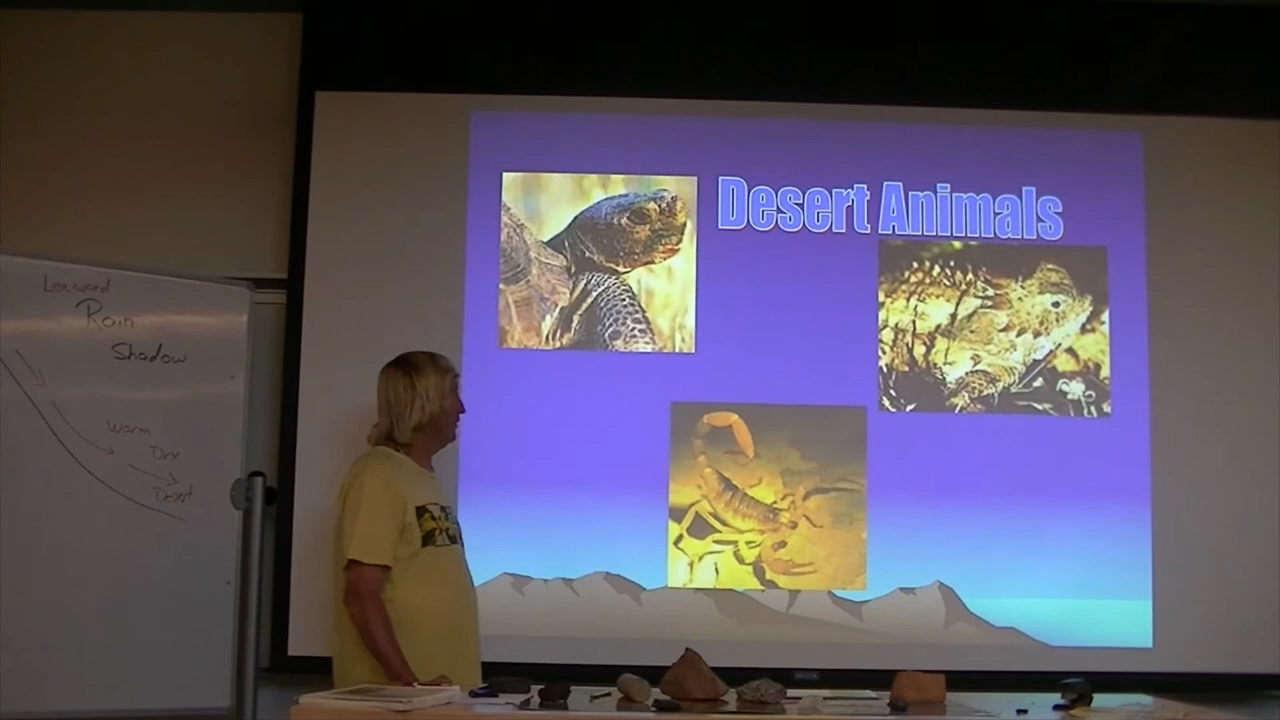 Leeward
Rain
Shadow
Warm
Dry
Desert
Desert Animals